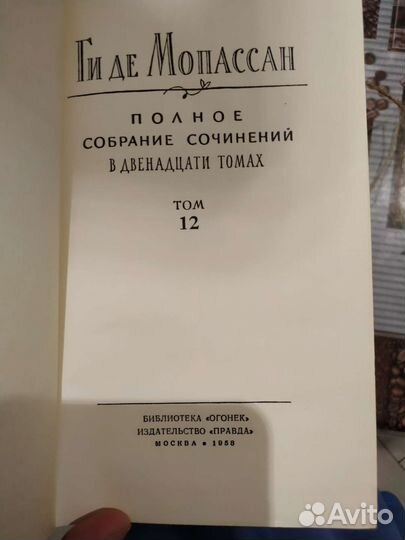 Ги де Мопассан
ПОЛНОЕ
СОБРАНИЕ СОЧИНЕНИЙ
В ДВЕНАДЦАТИ ТОМАХ
ТОМ
12
БИБЛИОТЕКА «ОГОНЕК»
ИЗДАТЕЛЬСТВО «ПРАВДА»
МОСКВА • 1958
Avito